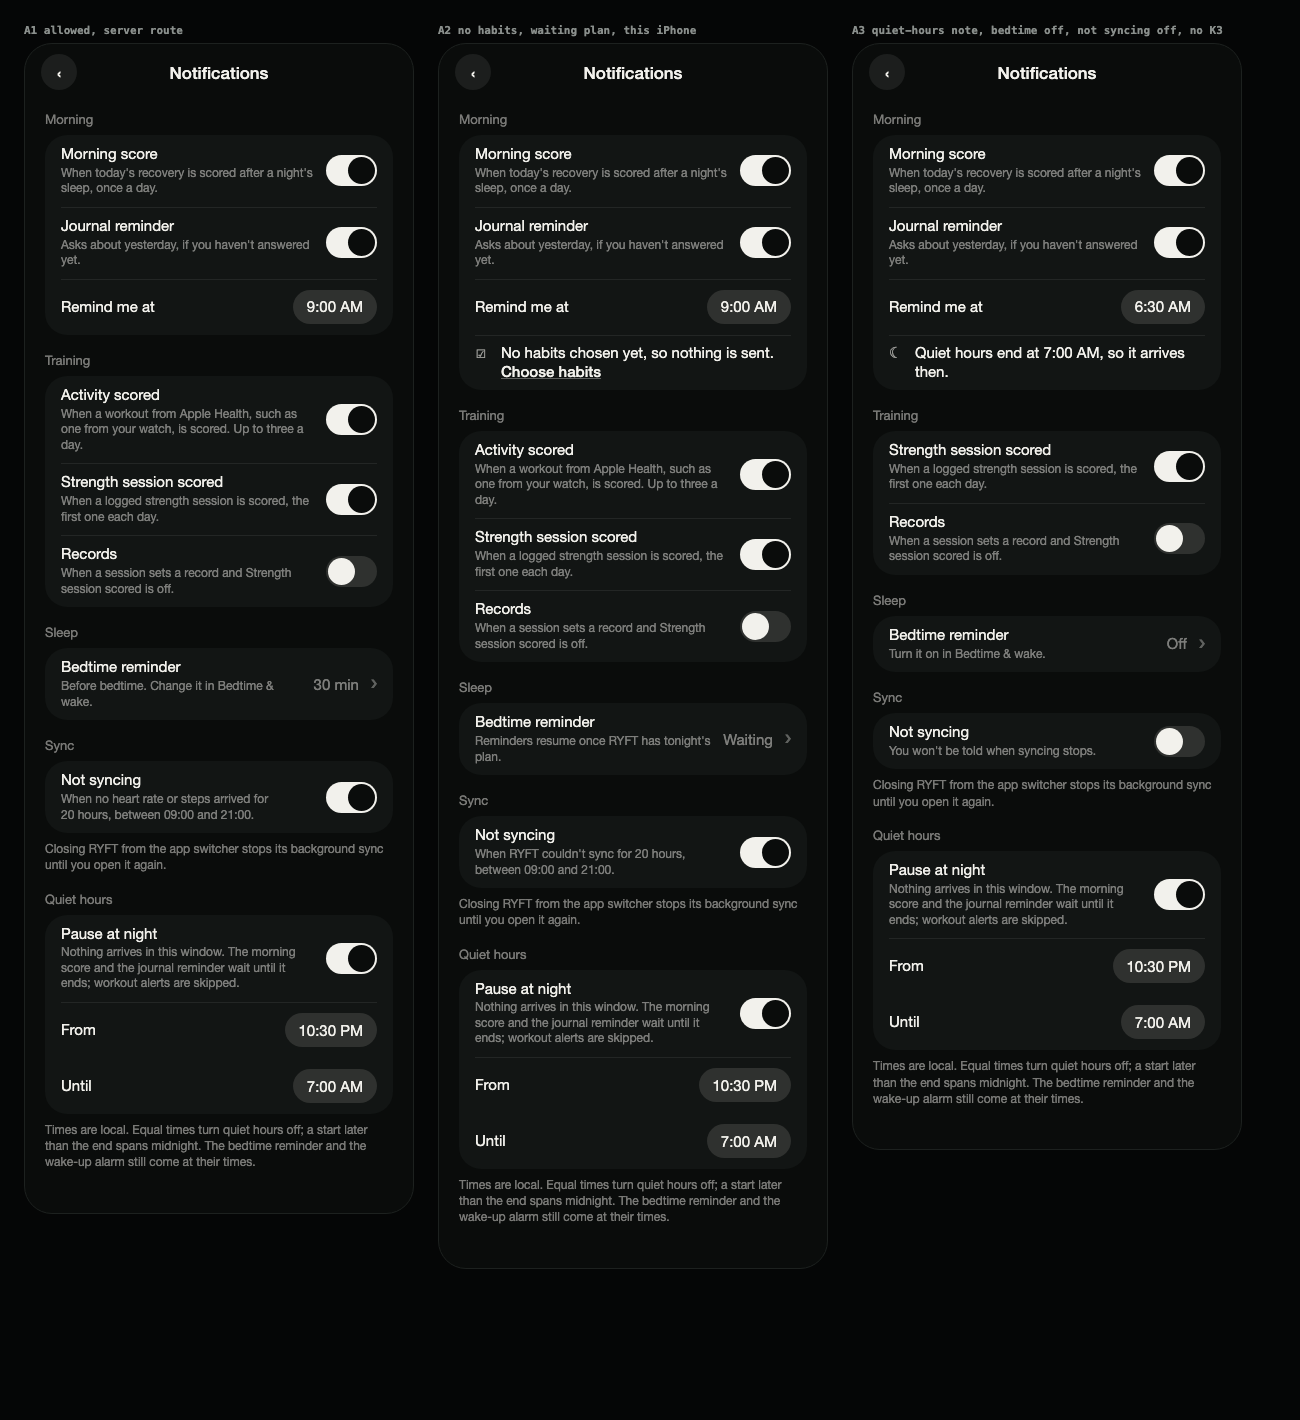 A1 allowed, server route
‹
Notifications
Morning
Morning score
When today's recovery is scored after a night's
sleep, once a day.
Journal reminder
Asks about yesterday, if you haven't answered
yet.
Remind me at
9:00 AM
Training
Activity scored
When a workout from Apple Health, such as
one from your watch, is scored. Up to three a
day.
Strength session scored
When a logged strength session is scored, the
first one each day.
Records
When a session sets a record and Strength
session scored is off.
Sleep
Bedtime reminder
Before bedtime. Change it in Bedtime &
wake.
30 min ›
Sync
Not syncing
When no heart rate or steps arrived for
20 hours, between 09:00 and 21:00.
Closing RYFT from the app switcher stops its background sync
until you open it again.
Quiet hours
Pause at night
Nothing arrives in this window. The morning
score and the journal reminder wait until it
ends; workout alerts are skipped.
From
10:30 PM
Until
7:00 AM
Times are local. Equal times turn quiet hours off; a start later
than the end spans midnight. The bedtime reminder and the
wake-up alarm still come at their times.
A2 no habits, waiting plan, this iPhone
‹
Notifications
Morning
Morning score
When today's recovery is scored after a night's
sleep, once a day.
Journal reminder
Asks about yesterday, if you haven't answered
yet.
Remind me at
9:00 AM
☑ No habits chosen yet, so nothing is sent.
Choose habits
Training
Activity scored
When a workout from Apple Health, such as
one from your watch, is scored. Up to three a
day.
Strength session scored
When a logged strength session is scored, the
first one each day.
Records
When a session sets a record and Strength
session scored is off.
Sleep
Bedtime reminder
Reminders resume once RYFT has tonight's
plan.
Waiting ›
Sync
Not syncing
When RYFT couldn't sync for 20 hours,
between 09:00 and 21:00.
Closing RYFT from the app switcher stops its background sync
until you open it again.
Quiet hours
Pause at night
Nothing arrives in this window. The morning
score and the journal reminder wait until it
ends; workout alerts are skipped.
From
10:30 PM
Until
7:00 AM
Times are local. Equal times turn quiet hours off; a start later
than the end spans midnight. The bedtime reminder and the
wake-up alarm still come at their times.
A3 quiet-hours note, bedtime off, not syncing off, no K3
‹
Notifications
Morning
Morning score
When today's recovery is scored after a night's
sleep, once a day.
Journal reminder
Asks about yesterday, if you haven't answered
yet.
Remind me at
6:30 AM
☾ Quiet hours end at 7:00 AM, so it arrives
then.
Training
Strength session scored
When a logged strength session is scored, the
first one each day.
Records
When a session sets a record and Strength
session scored is off.
Sleep
Bedtime reminder
Turn it on in Bedtime & wake.
Off ›
Sync
Not syncing
You won't be told when syncing stops.
Closing RYFT from the app switcher stops its background sync
until you open it again.
Quiet hours
Pause at night
Nothing arrives in this window. The morning
score and the journal reminder wait until it
ends; workout alerts are skipped.
From
10:30 PM
Until
7:00 AM
Times are local. Equal times turn quiet hours off; a start later
than the end spans midnight. The bedtime reminder and the
wake-up alarm still come at their times.